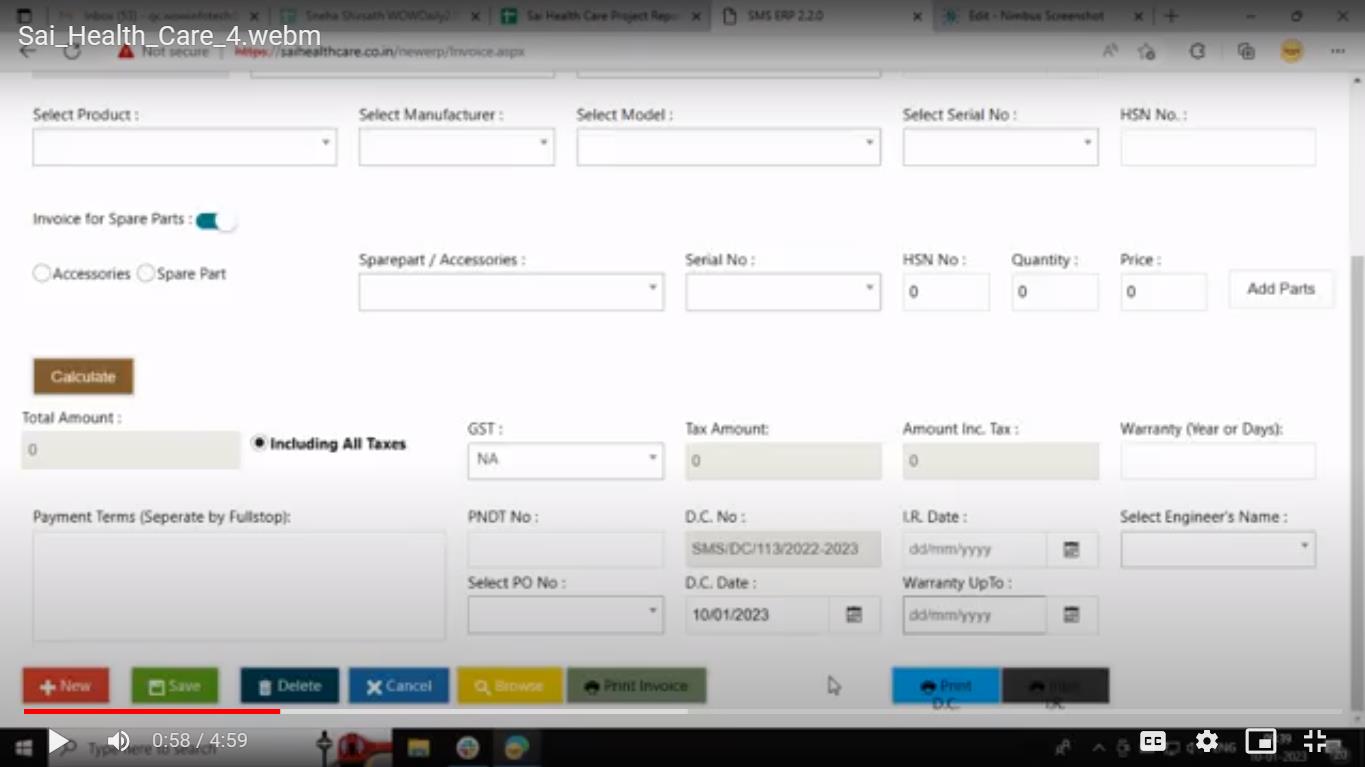 Inbox (53) - qc.wowinfotech Sneha Shirsath WOWDaily2 Sai Health Care Project Repo SMS ERP 2.2.0 Edit - Nimbus Screenshot
Sai_Health_Care_4.webm
Not secure https://saihealthcare.co.in/newerp/Invoice.aspx
Select Product : Select Manufacturer : Select Model : Select Serial No : HSN No. :
Invoice for Spare Parts :
Accessories Spare Part Sparepart / Accessories : Serial No : HSN No : Quantity : Price :
0 0 0 Add Parts
Calculate
Total Amount : GST : Tax Amount: Amount Inc. Tax : Warranty (Year or Days):
0 Including All Taxes NA 0 0
Payment Terms (Seperate by Fullstop): PNDT No : D.C. No : I.R. Date : Select Engineer's Name :
SMS/DC/113/2022-2023 dd/mm/yyyy
Select PO No : D.C. Date : Warranty UpTo :
10/01/2023 dd/mm/yyyy
New Save Delete Cancel Browse Print Invoice Print D.C. I.R.
Type here to search 0:58 / 4:59 CC
10-01-2023